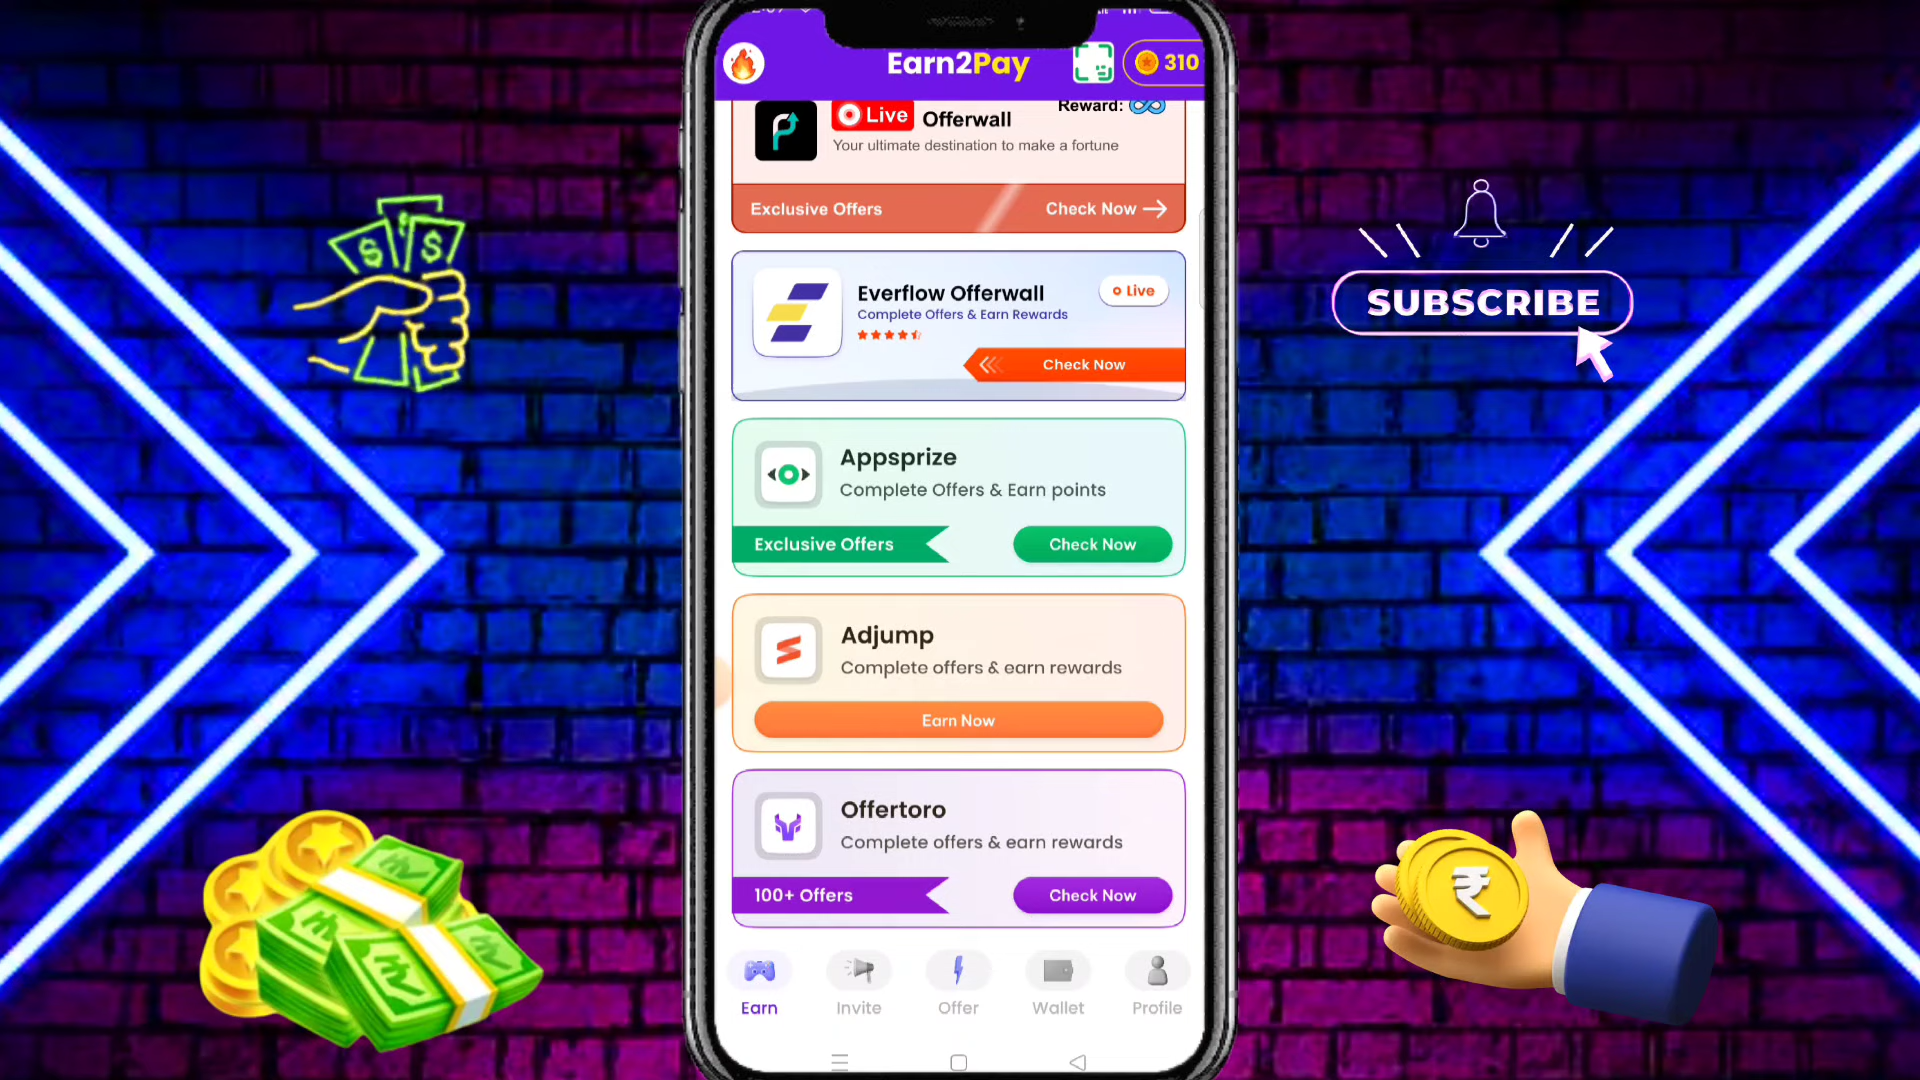 Earn2Pay
310
Live Offerwall
Reward:
Your ultimate destination to make a fortune
Exclusive Offers
Check Now
Everflow Offerwall
Live
Complete Offers & Earn Rewards
Check Now
Appsprize
Complete Offers & Earn points
Exclusive Offers
Check Now
Adjump
Complete offers & earn rewards
Earn Now
Offertoro
Complete offers & earn rewards
100+ Offers
Check Now
Earn
Invite
Offer
Wallet
Profile
SUBSCRIBE